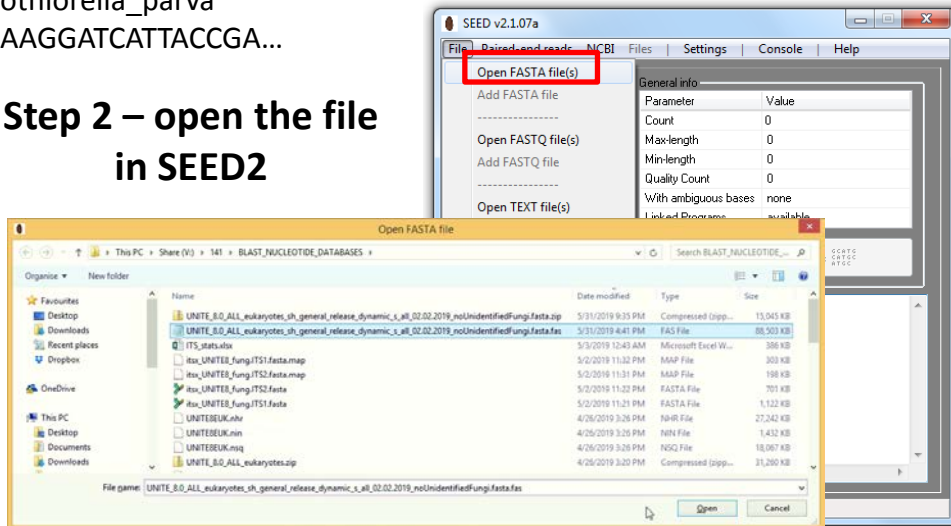 othiorella_parva
AAGGATCATTACCGA...
Step 2 – open the file
in SEED2
SEED v2.1.07a
File Paired-end reads NCBI Files | Settings | Console | Help
Open FASTA file(s)
Add FASTA file
----------------
Open FASTQ file(s)
Add FASTQ file
----------------
Open TEXT file(s)
General info
Parameter Value
Count 0
Max-length 0
Min-length 0
Quality Count 0
With ambiguous bases none
Linked Programs available
Open FASTA file
This PC › Share (V:) › 141 › BLAST_NUCLEOTIDE_DATABASES ›
Search BLAST_NUCLEOTIDE_...
Organise New folder
Favourites
Desktop
Downloads
Recent places
Dropbox
OneDrive
This PC
Desktop
Documents
Downloads
Name Date modified Type Size
UNITE_8.0_ALL_eukaryotes_sh_general_release_dynamic_s_all_02.02.2019_noUnidentifiedFungi.fasta.zip 5/31/2019 9:35 PM Compressed (zipp... 15,045 KB
UNITE_8.0_ALL_eukaryotes_sh_general_release_dynamic_s_all_02.02.2019_noUnidentifiedFungi.fasta.fas 5/31/2019 4:41 PM FAS File 88,503 KB
ITS_stats.xlsx 5/3/2019 12:43 AM Microsoft Excel W... 386 KB
itsx_UNITE8_fung.ITS1.fasta.map 5/2/2019 11:32 PM MAP File 303 KB
itsx_UNITE8_fung.ITS2.fasta.map 5/2/2019 11:31 PM MAP File 198 KB
itsx_UNITE8_fung.ITS2.fasta 5/2/2019 11:22 PM FASTA File 701 KB
itsx_UNITE8_fung.ITS1.fasta 5/2/2019 11:21 PM FASTA File 1,122 KB
UNITE8EUK.nhr 4/26/2019 3:26 PM NHR File 27,242 KB
UNITE8EUK.nin 4/26/2019 3:26 PM NIN File 1,432 KB
UNITE8EUK.nsq 4/26/2019 3:26 PM NSQ File 18,067 KB
UNITE_8.0_ALL_eukaryotes.zip 4/26/2019 3:20 PM Compressed (zipp... 31,260 KB
File name: UNITE_8.0_ALL_eukaryotes_sh_general_release_dynamic_s_all_02.02.2019_noUnidentifiedFungi.fasta.fas
Open Cancel